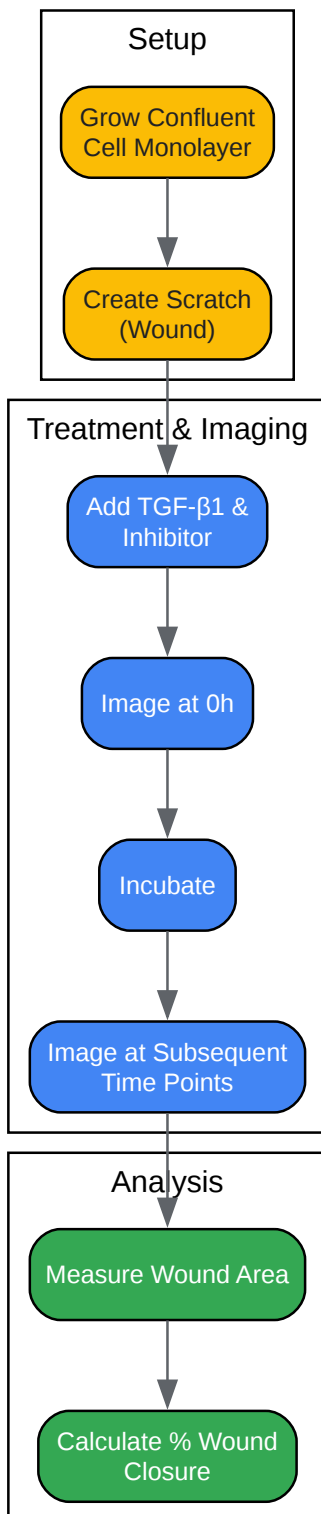 Setup
Grow Confluent
Cell Monolayer
Create Scratch
(Wound)
Treatment & Imaging
Add TGF-β1 &
Inhibitor
Image at 0h
Incubate
Image at Subsequent
Time Points
Analysis
Measure Wound Area
Calculate % Wound
Closure